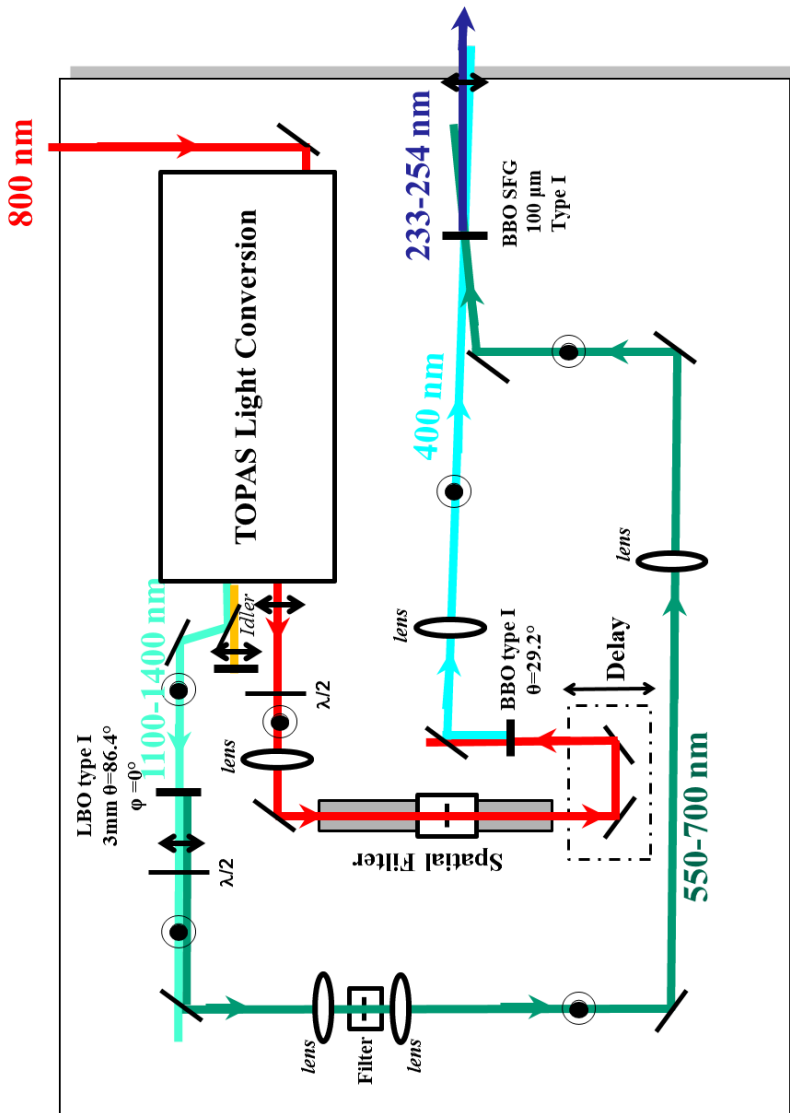 800 nm
TOPAS Light Conversion
233-254 nm
BBO SFG
100 µm
Type I
400 nm
1100-1400 nm
Idler
LBO type I
3mm θ=86.4°
φ =0°
λ/2
λ/2
lens
lens
BBO type I
θ=29.2°
Delay
Spatial Filter
lens
550-700 nm
lens
Filter
lens